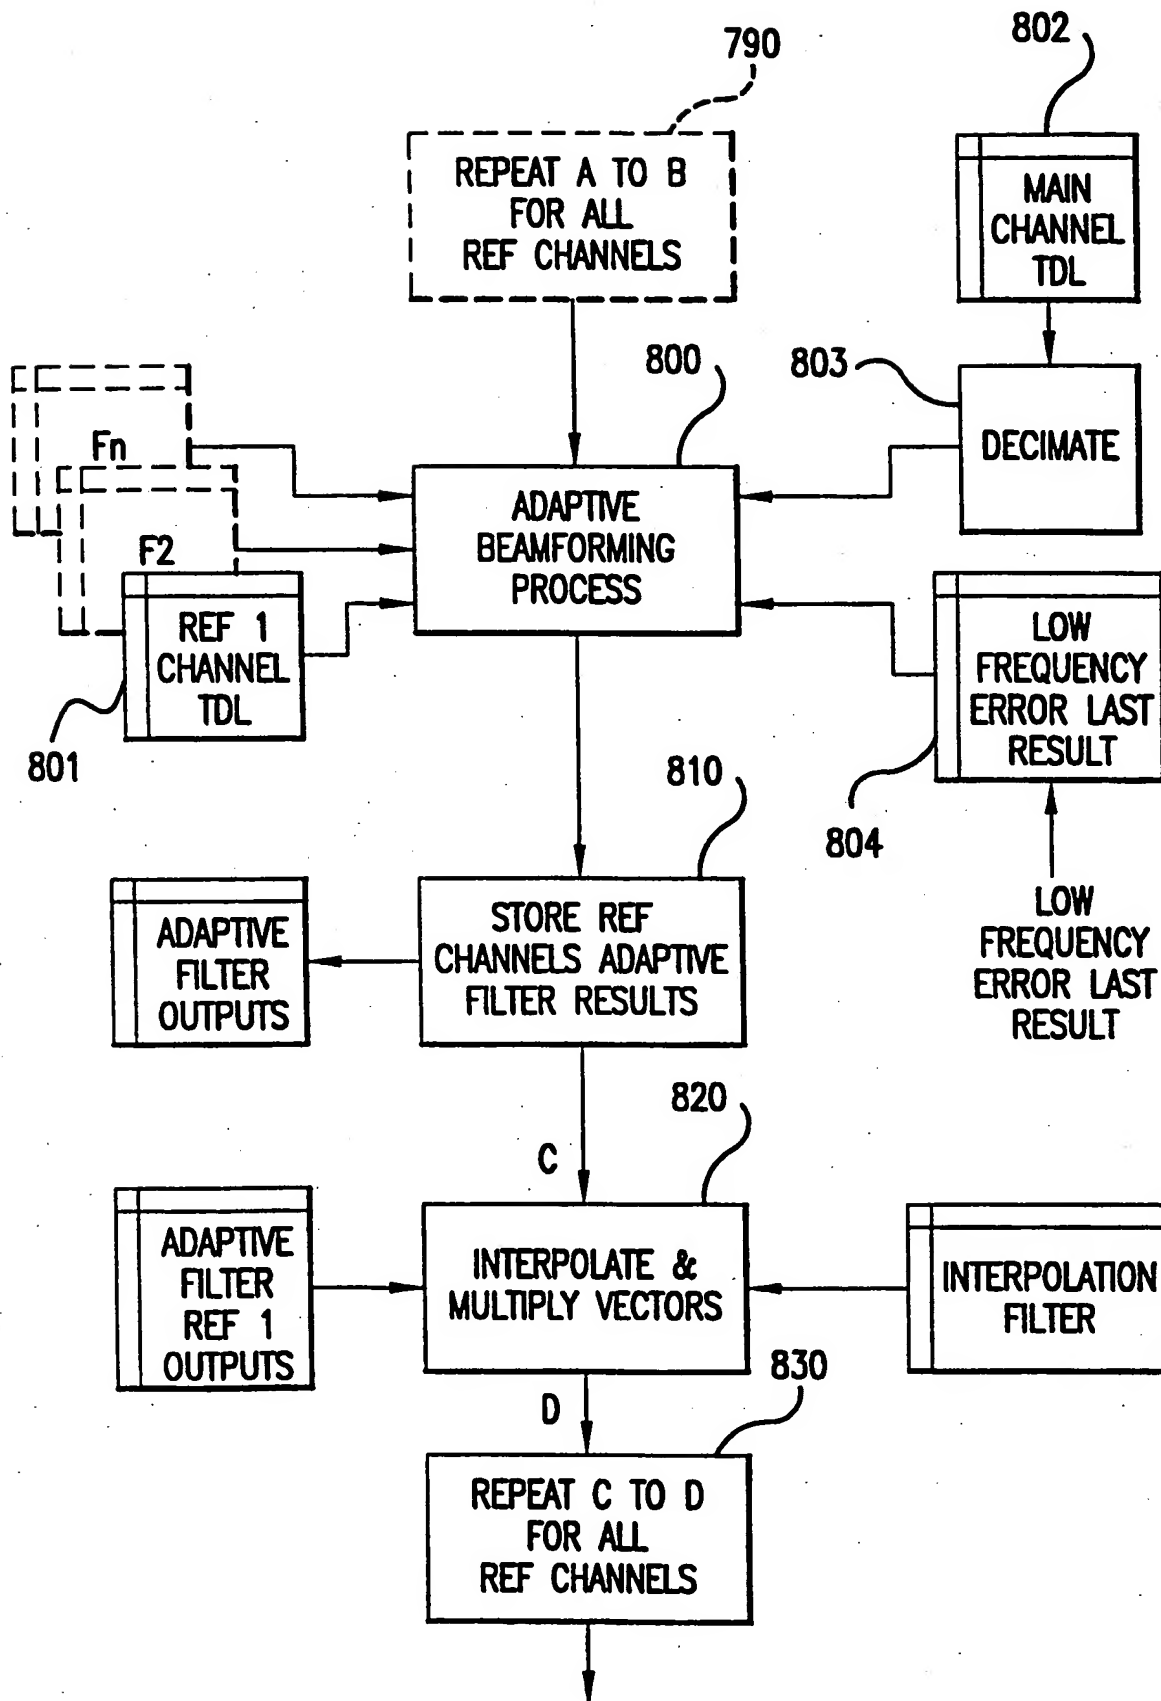 790
802
REPEAT A TO B
FOR ALL
REF CHANNELS
MAIN
CHANNEL
TDL
800
803
DECIMATE
Fn
F2
REF 1
CHANNEL
TDL
801
ADAPTIVE
BEAMFORMING
PROCESS
LOW
FREQUENCY
ERROR LAST
RESULT
804
LOW
FREQUENCY
ERROR LAST
RESULT
810
ADAPTIVE
FILTER
OUTPUTS
STORE REF
CHANNELS ADAPTIVE
FILTER RESULTS
820
C
ADAPTIVE
FILTER
REF 1
OUTPUTS
INTERPOLATE &
MULTIPLY VECTORS
INTERPOLATION
FILTER
830
D
REPEAT C TO D
FOR ALL
REF CHANNELS